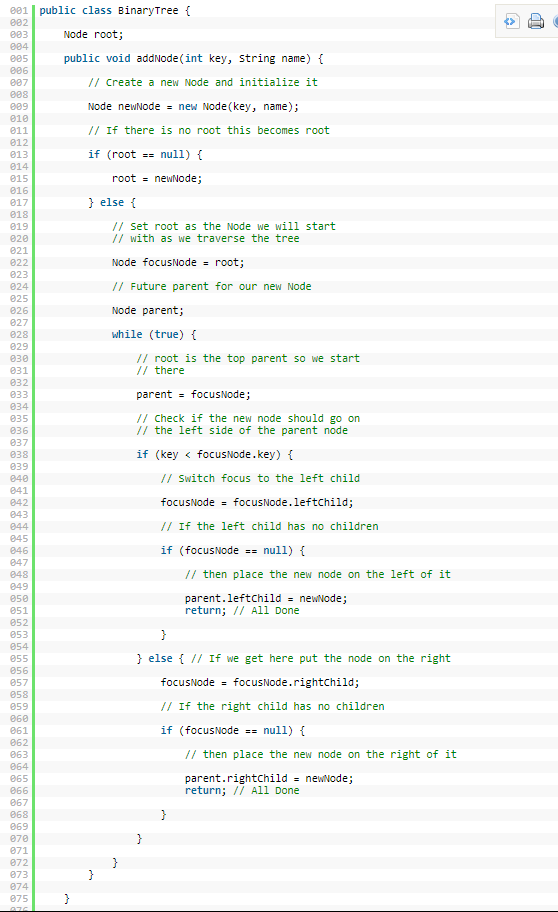 001 public class BinaryTree {
002
003 Node root;
004
005 public void addNode(int key, String name) {
006
007 // Create a new Node and initialize it
008
009 Node newNode = new Node(key, name);
010
011 // If there is no root this becomes root
012
013 if (root == null) {
014
015 root = newNode;
016
017 } else {
018
019 // Set root as the Node we will start
020 // with as we traverse the tree
021
022 Node focusNode = root;
023
024 // Future parent for our new Node
025
026 Node parent;
027
028 while (true) {
029
030 // root is the top parent so we start
031 // there
032
033 parent = focusNode;
034
035 // Check if the new node should go on
036 // the left side of the parent node
037
038 if (key < focusNode.key) {
039
040 // Switch focus to the left child
041
042 focusNode = focusNode.leftChild;
043
044 // If the left child has no children
045
046 if (focusNode == null) {
047
048 // then place the new node on the left of it
049
050 parent.leftChild = newNode;
051 return; // All Done
052
053 }
054
055 } else { // If we get here put the node on the right
056
057 focusNode = focusNode.rightChild;
058
059 // If the right child has no children
060
061 if (focusNode == null) {
062
063 // then place the new node on the right of it
064
065 parent.rightChild = newNode;
066 return; // All Done
067
068 }
069
070 }
071
072 }
073 }
074
075 }